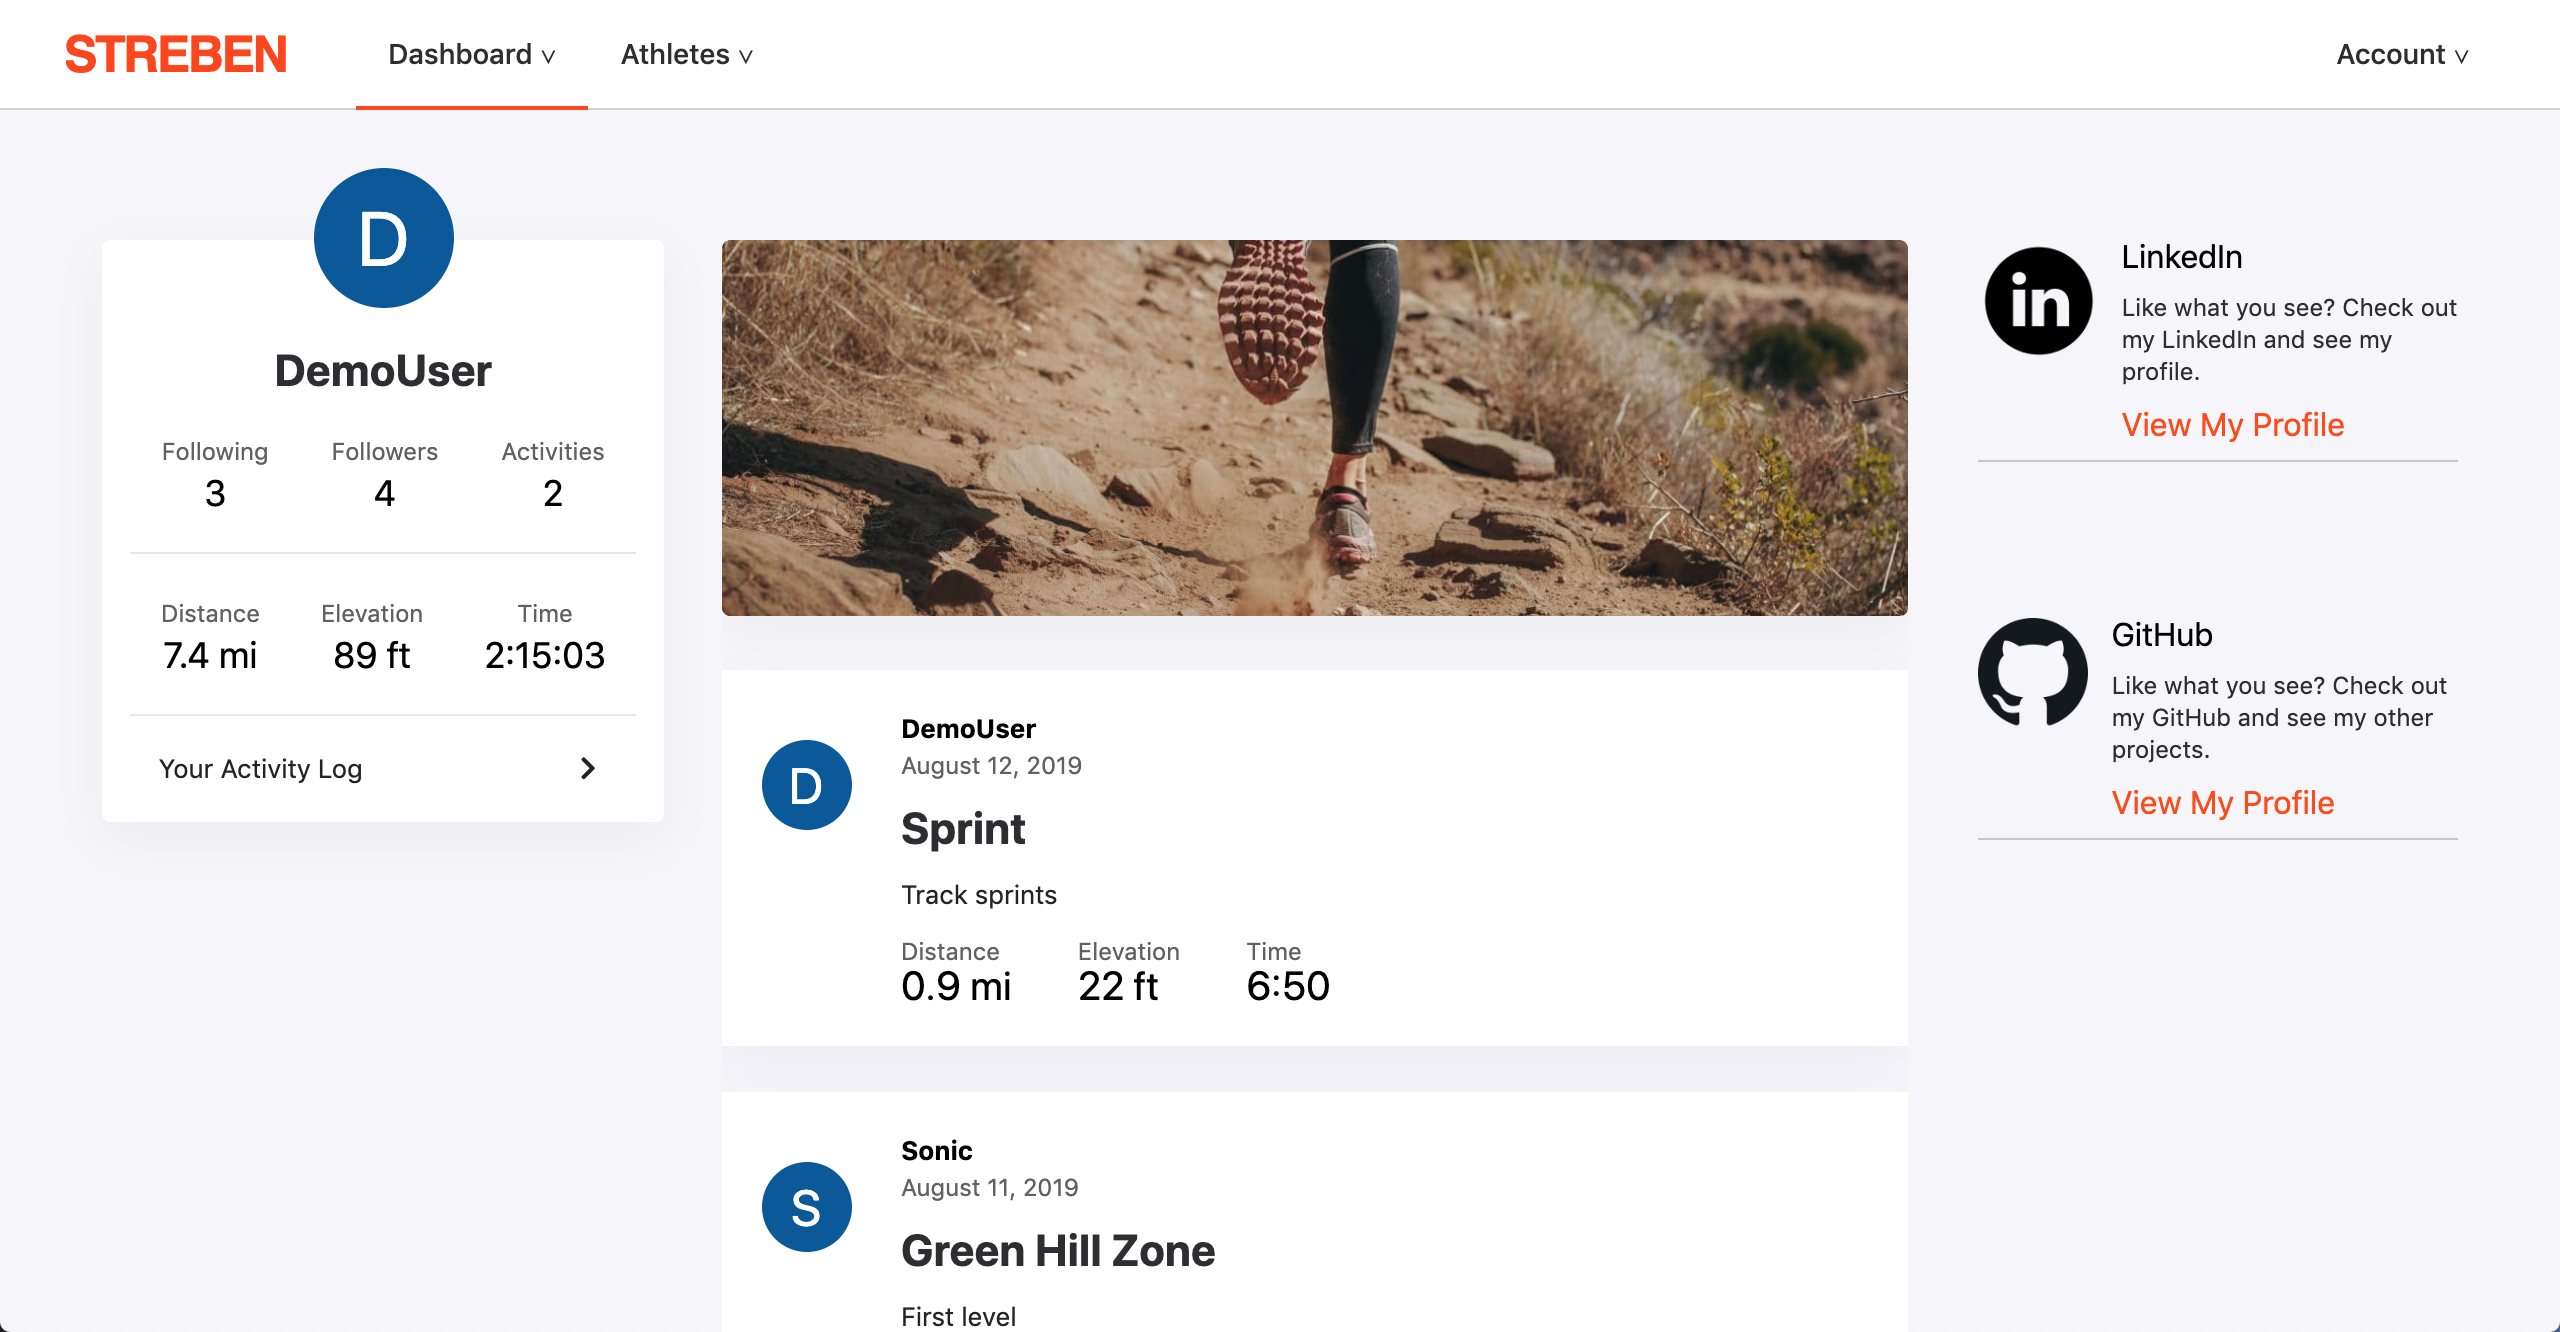 STREBEN
Dashboard
Athletes
Account
D
DemoUser
Following
Followers
Activities
3
4
2
Distance
Elevation
Time
7.4 mi
89 ft
2:15:03
Your Activity Log
D
DemoUser
August 12, 2019
Sprint
Track sprints
Distance
Elevation
Time
0.9 mi
22 ft
6:50
S
Sonic
August 11, 2019
Green Hill Zone
First level
in
LinkedIn
Like what you see? Check out
my LinkedIn and see my
profile.
View My Profile
GitHub
Like what you see? Check out
my GitHub and see my other
projects.
View My Profile